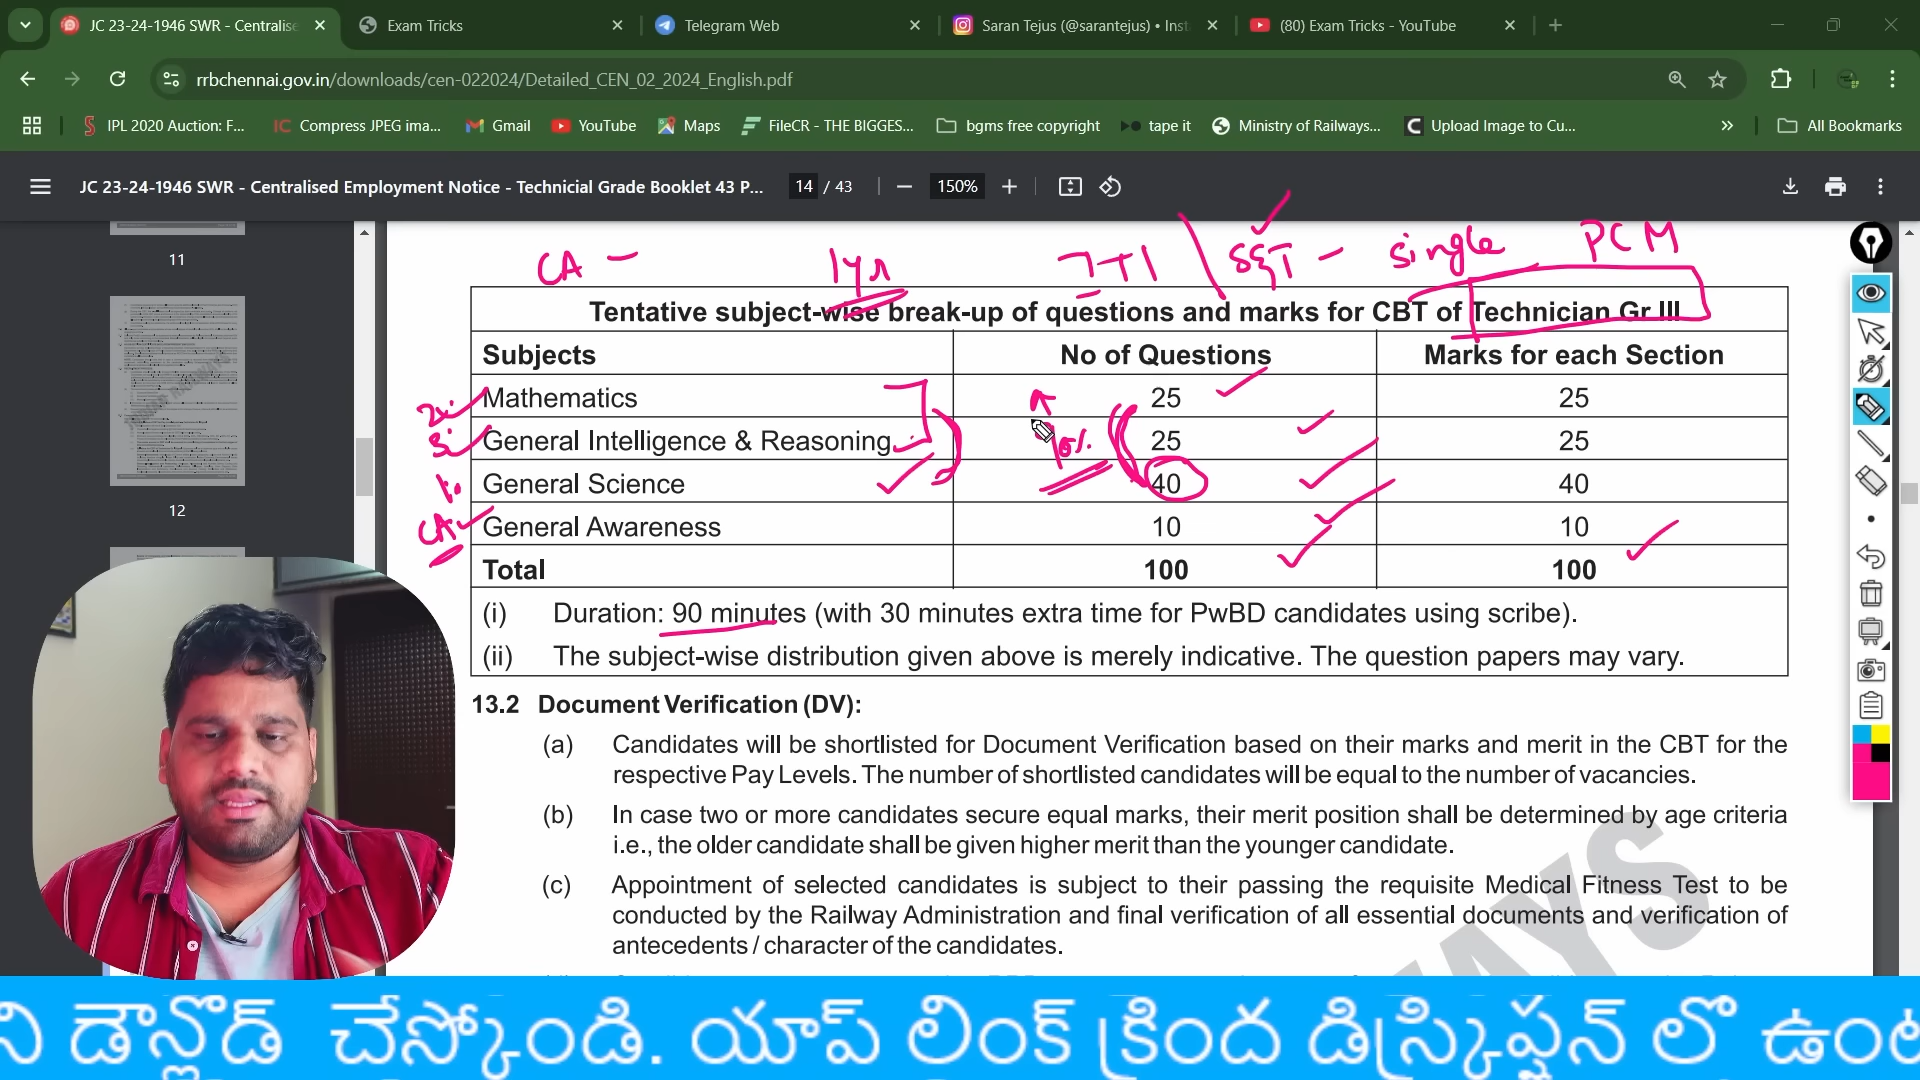 JC 23-24-1946 SWR - Centralise
Exam Tricks
Telegram Web
Saran Tejus (@sarantejus) • Inst
(80) Exam Tricks - YouTube
rrbchennai.gov.in/downloads/cen-022024/Detailed_CEN_02_2024_English.pdf
IPL 2020 Auction: F...
Compress JPEG ima...
Gmail
YouTube
Maps
FileCR - THE BIGGES...
bgms free copyright
tape it
Ministry of Railways...
Upload Image to Cu...
All Bookmarks
JC 23-24-1946 SWR - Centralised Employment Notice - Technicial Grade Booklet 43 P...
14 / 43
150%
11
12
CA - 1yr ITI SGT - single PCM
Tentative subject-wise break-up of questions and marks for CBT of Technician Gr III
Subjects No of Questions Marks for each Section
Mathematics 25 25
General Intelligence & Reasoning 25 25
General Science 40 40
CA General Awareness 10 10
Total 100 100
(i) Duration: 90 minutes (with 30 minutes extra time for PwBD candidates using scribe).
(ii) The subject-wise distribution given above is merely indicative. The question papers may vary.
13.2 Document Verification (DV):
(a) Candidates will be shortlisted for Document Verification based on their marks and merit in the CBT for the
respective Pay Levels. The number of shortlisted candidates will be equal to the number of vacancies.
(b) In case two or more candidates secure equal marks, their merit position shall be determined by age criteria
i.e., the older candidate shall be given higher merit than the younger candidate.
(c) Appointment of selected candidates is subject to their passing the requisite Medical Fitness Test to be
conducted by the Railway Administration and final verification of all essential documents and verification of
antecedents / character of the candidates.
ని డౌన్లొడ్ చేస్కోండి. యాప్ లింక్ క్రింద డిస్క్రిప్షన్ లొ ఉంట